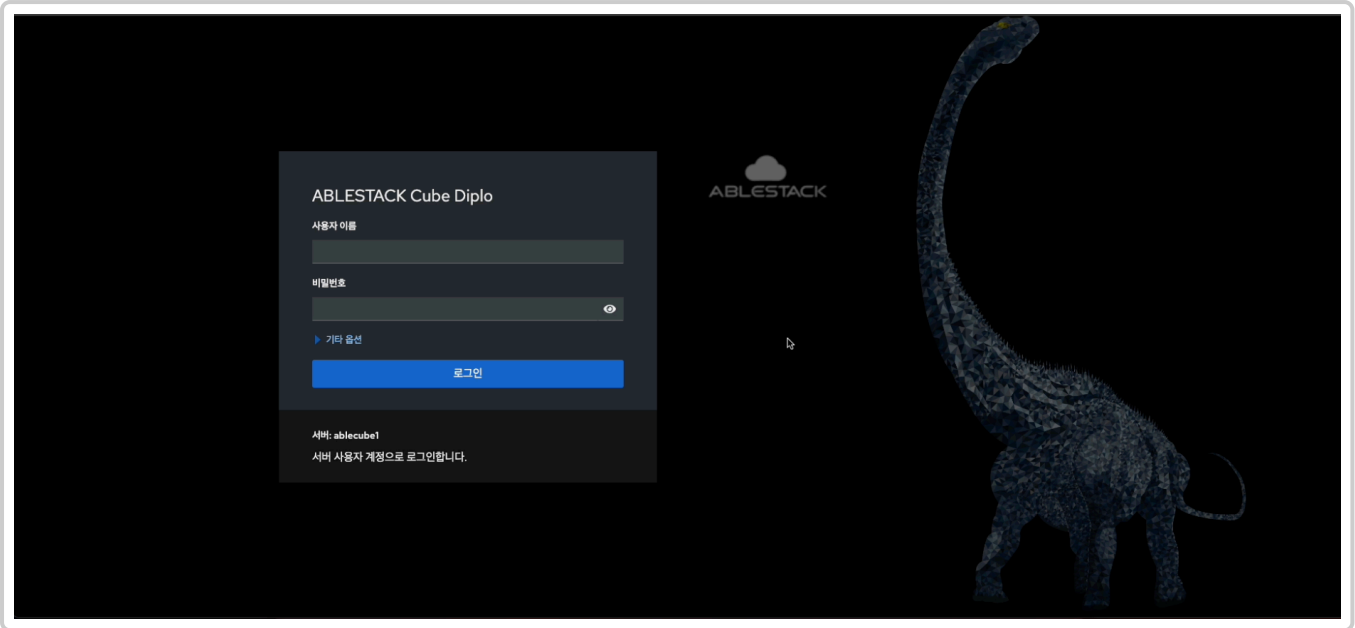 ABLESTACK Cube Diplo
사용자 이름
비밀번호
기타 옵션
로그인
서버: ablecube1
서버 사용자 계정으로 로그인합니다.
ABLESTACK